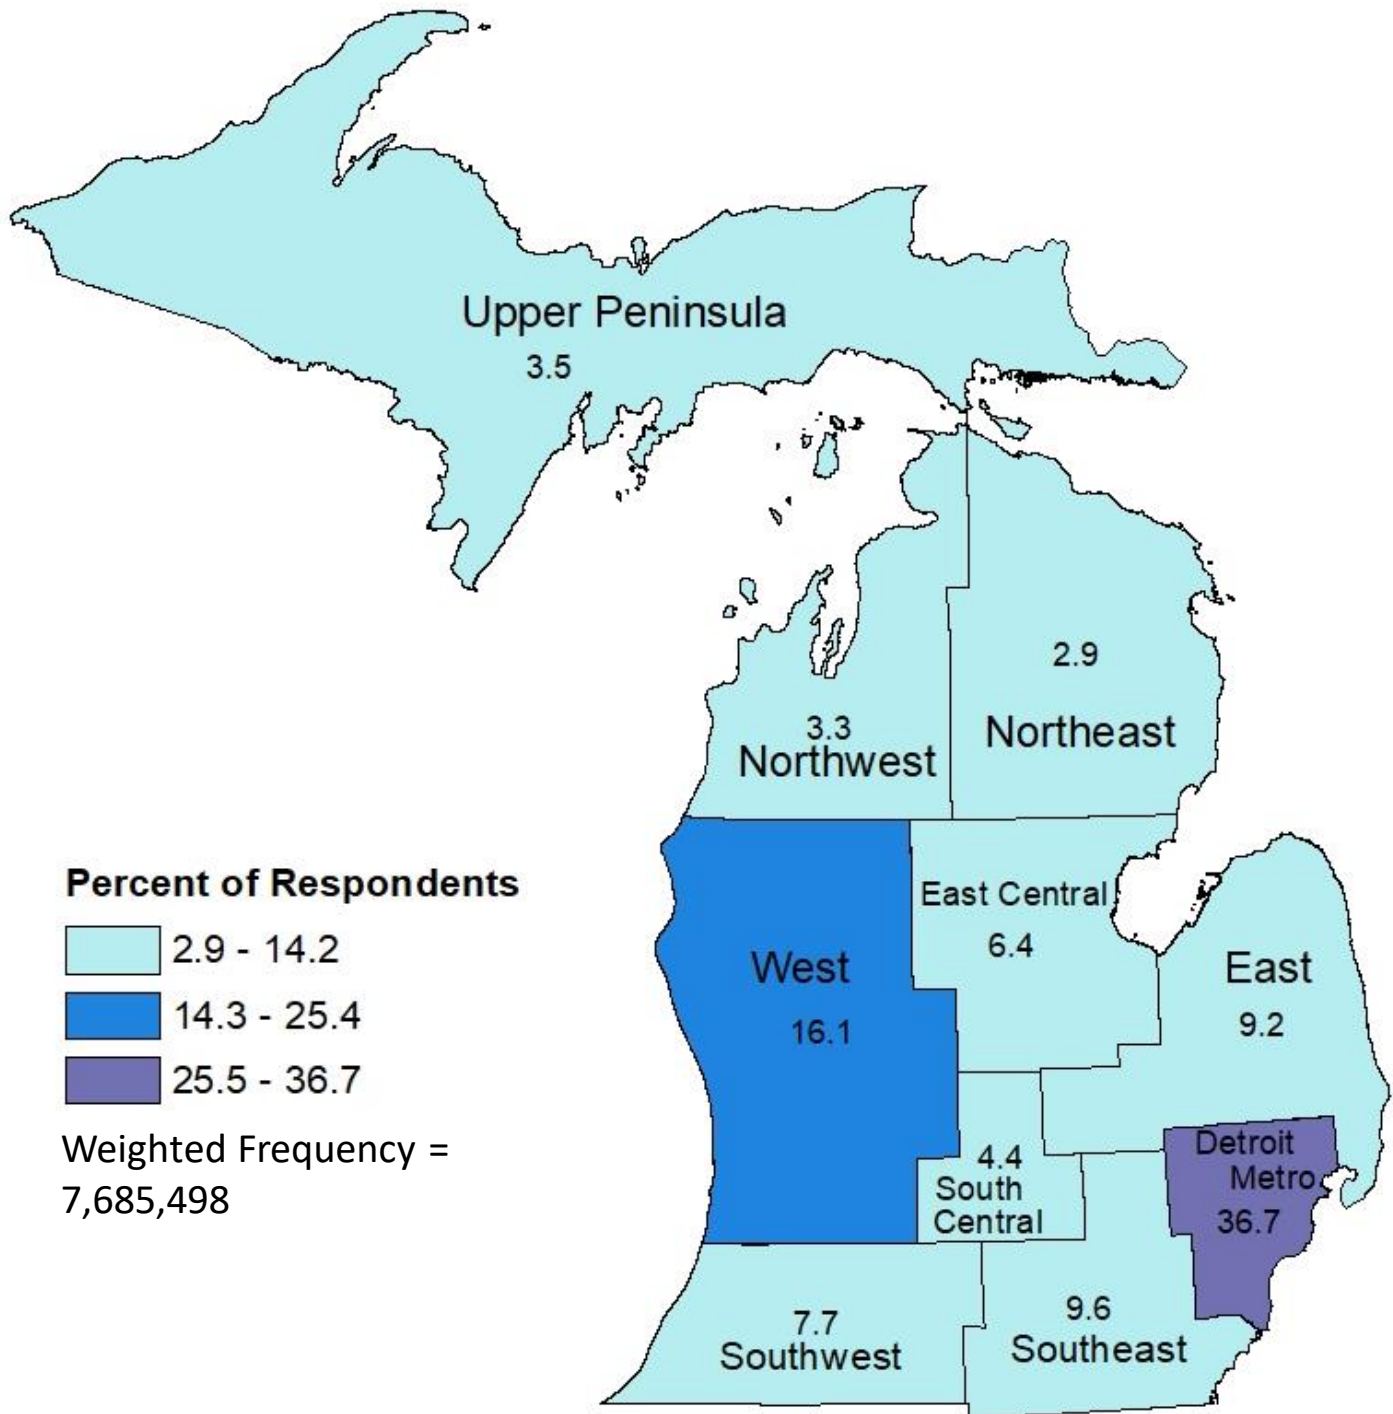 Upper Peninsula
3.5
2.9
Northeast
3.3
Northwest
Percent of Respondents
2.9 - 14.2
14.3 - 25.4
25.5 - 36.7
Weighted Frequency =
7,685,498
East Central
6.4
West
16.1
East
9.2
Detroit
Metro
36.7
4.4
South
Central
7.7
Southwest
9.6
Southeast